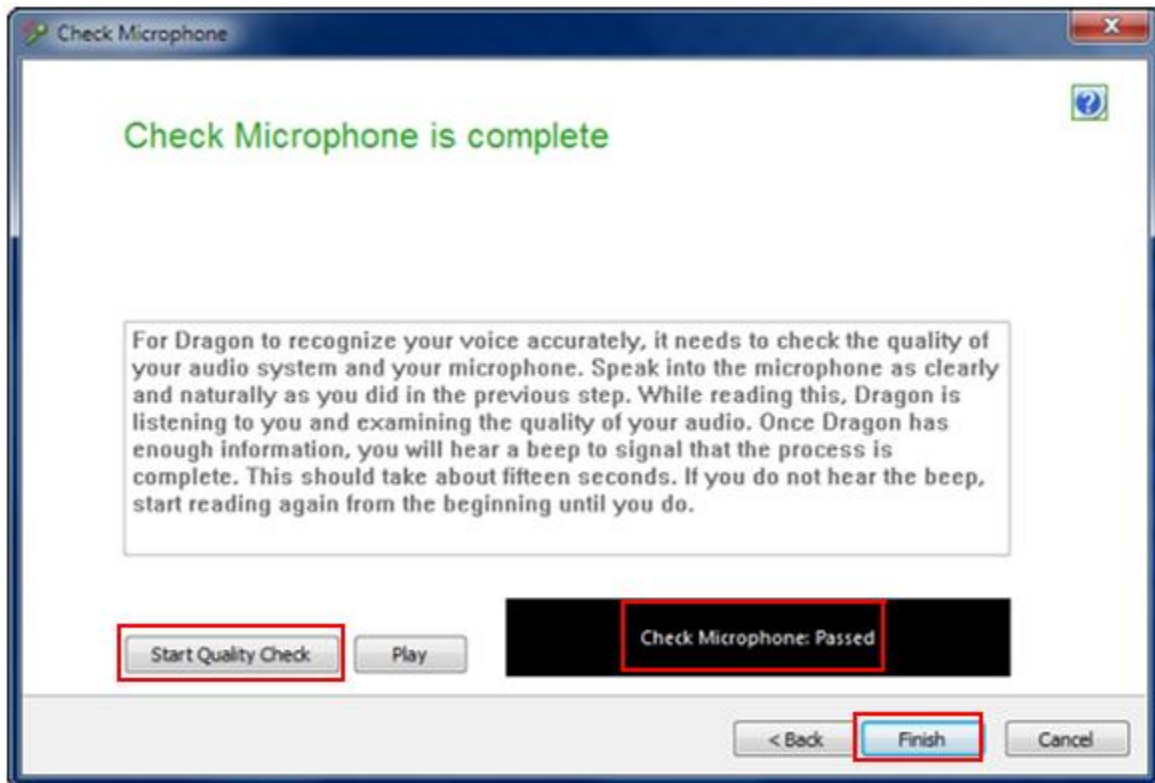 Check Microphone
Check Microphone is complete
For Dragon to recognize your voice accurately, it needs to check the quality of
your audio system and your microphone. Speak into the microphone as clearly
and naturally as you did in the previous step. While reading this, Dragon is
listening to you and examining the quality of your audio. Once Dragon has
enough information, you will hear a beep to signal that the process is
complete. This should take about fifteen seconds. If you do not hear the beep,
start reading again from the beginning until you do.
Start Quality Check
Play
Check Microphone: Passed
< Back
Finish
Cancel